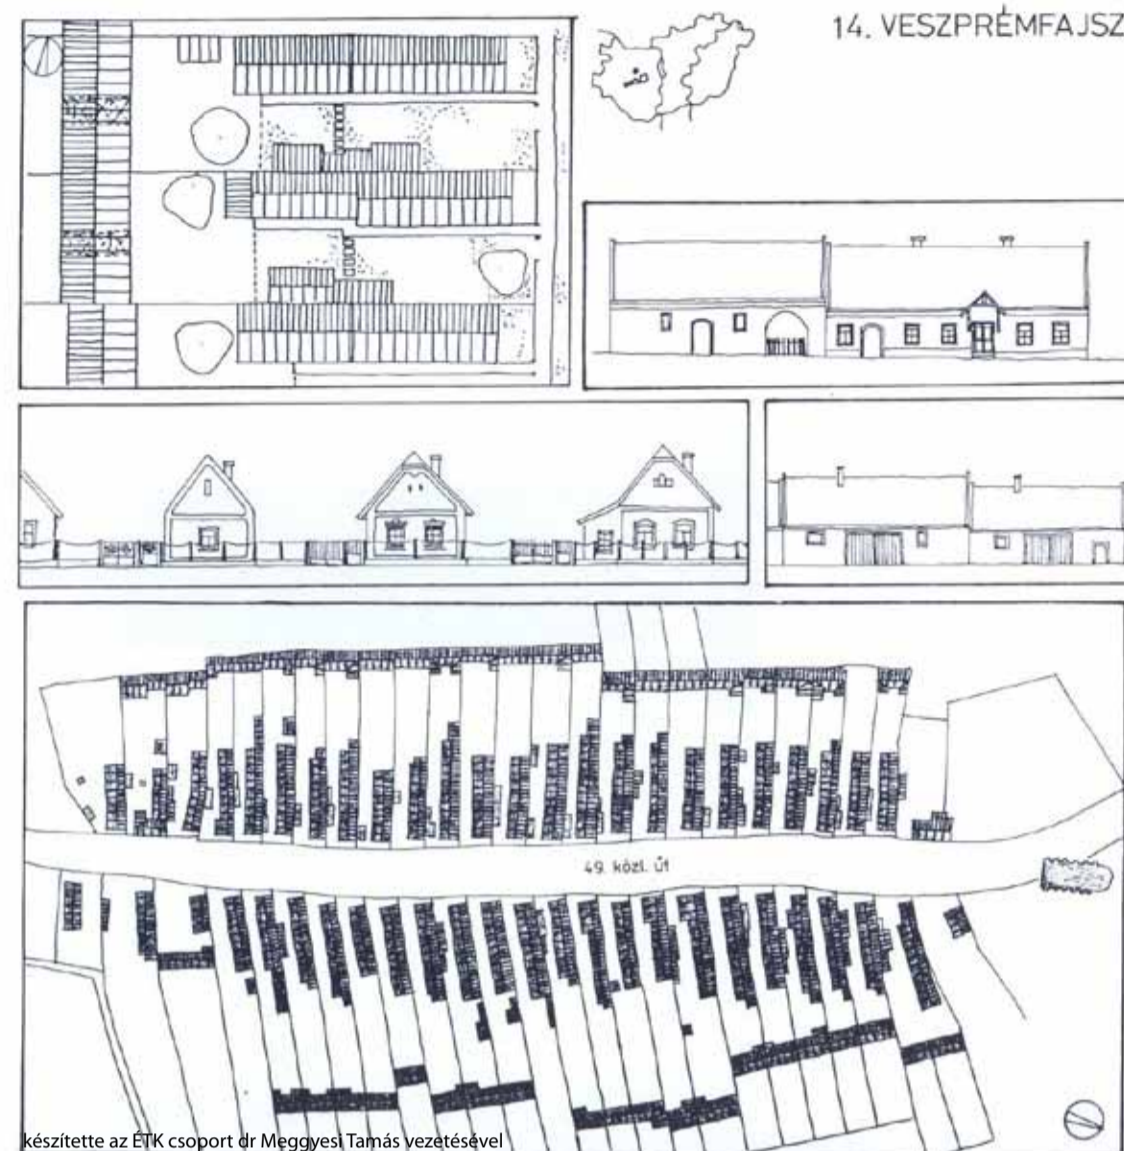 14. VESZPRÉMFAJSZ
49. közl. út
készítette az ÉTK csoport dr Meggyesi Tamás vezetésével